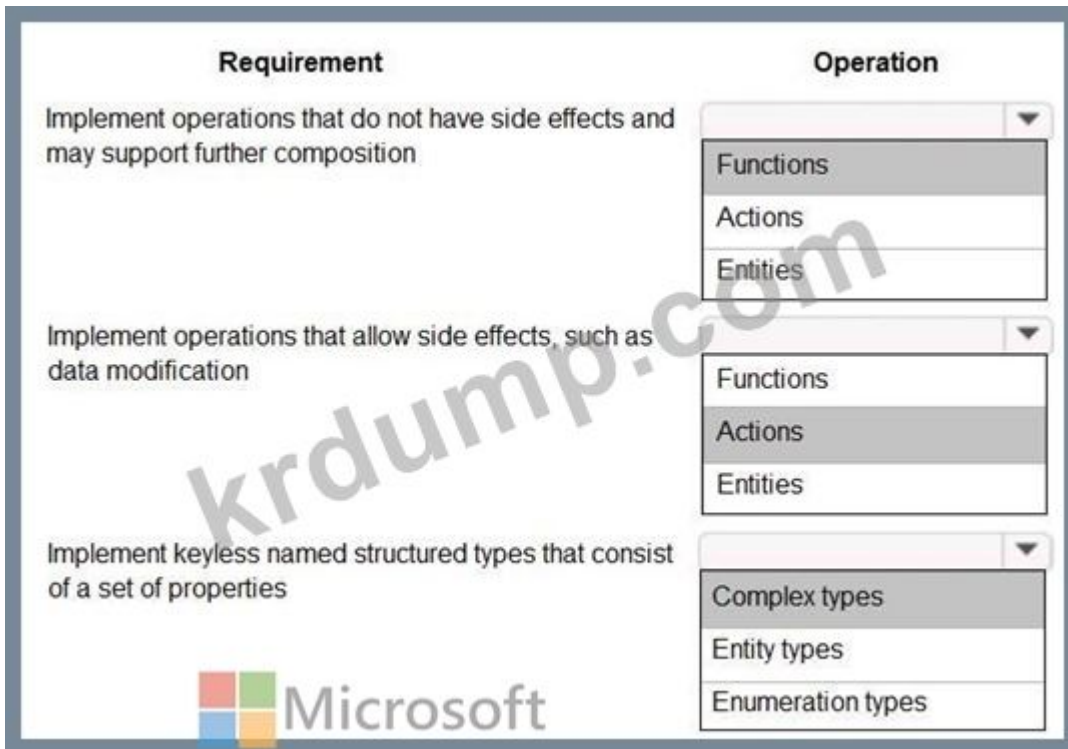 Requirement
Operation
Implement operations that do not have side effects and
may support further composition
Functions
Actions
Entities
Implement operations that allow side effects, such as
data modification
Functions
Actions
Entities
Implement keyless named structured types that consist
of a set of properties
Complex types
Entity types
Enumeration types
krdump.com
Microsoft